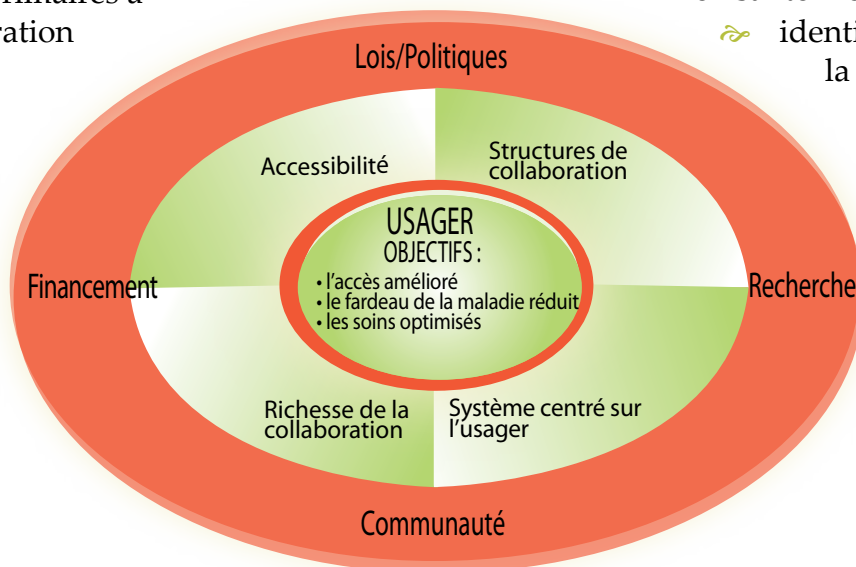 ration
identi
la
Lois/Politiques
Accessibilité
Structures de
collaboration
USAGER
OBJECTIFS :
• l'accès amélioré
• le fardeau de la maladie réduit
• les soins optimisés
Financement
Recherche
Richesse de la
collaboration
Système centré sur
l'usager
Communauté